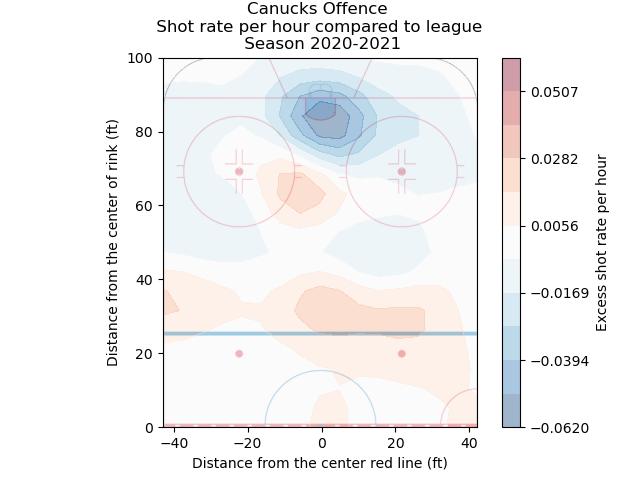 Canucks Offence
Shot rate per hour compared to league
Season 2020-2021
100
80
60
40
20
0
Distance from the center of rink (ft)
−40
−20
0
20
40
Distance from the center red line (ft)
0.0507
0.0282
0.0056
−0.0169
−0.0394
−0.0620
Excess shot rate per hour